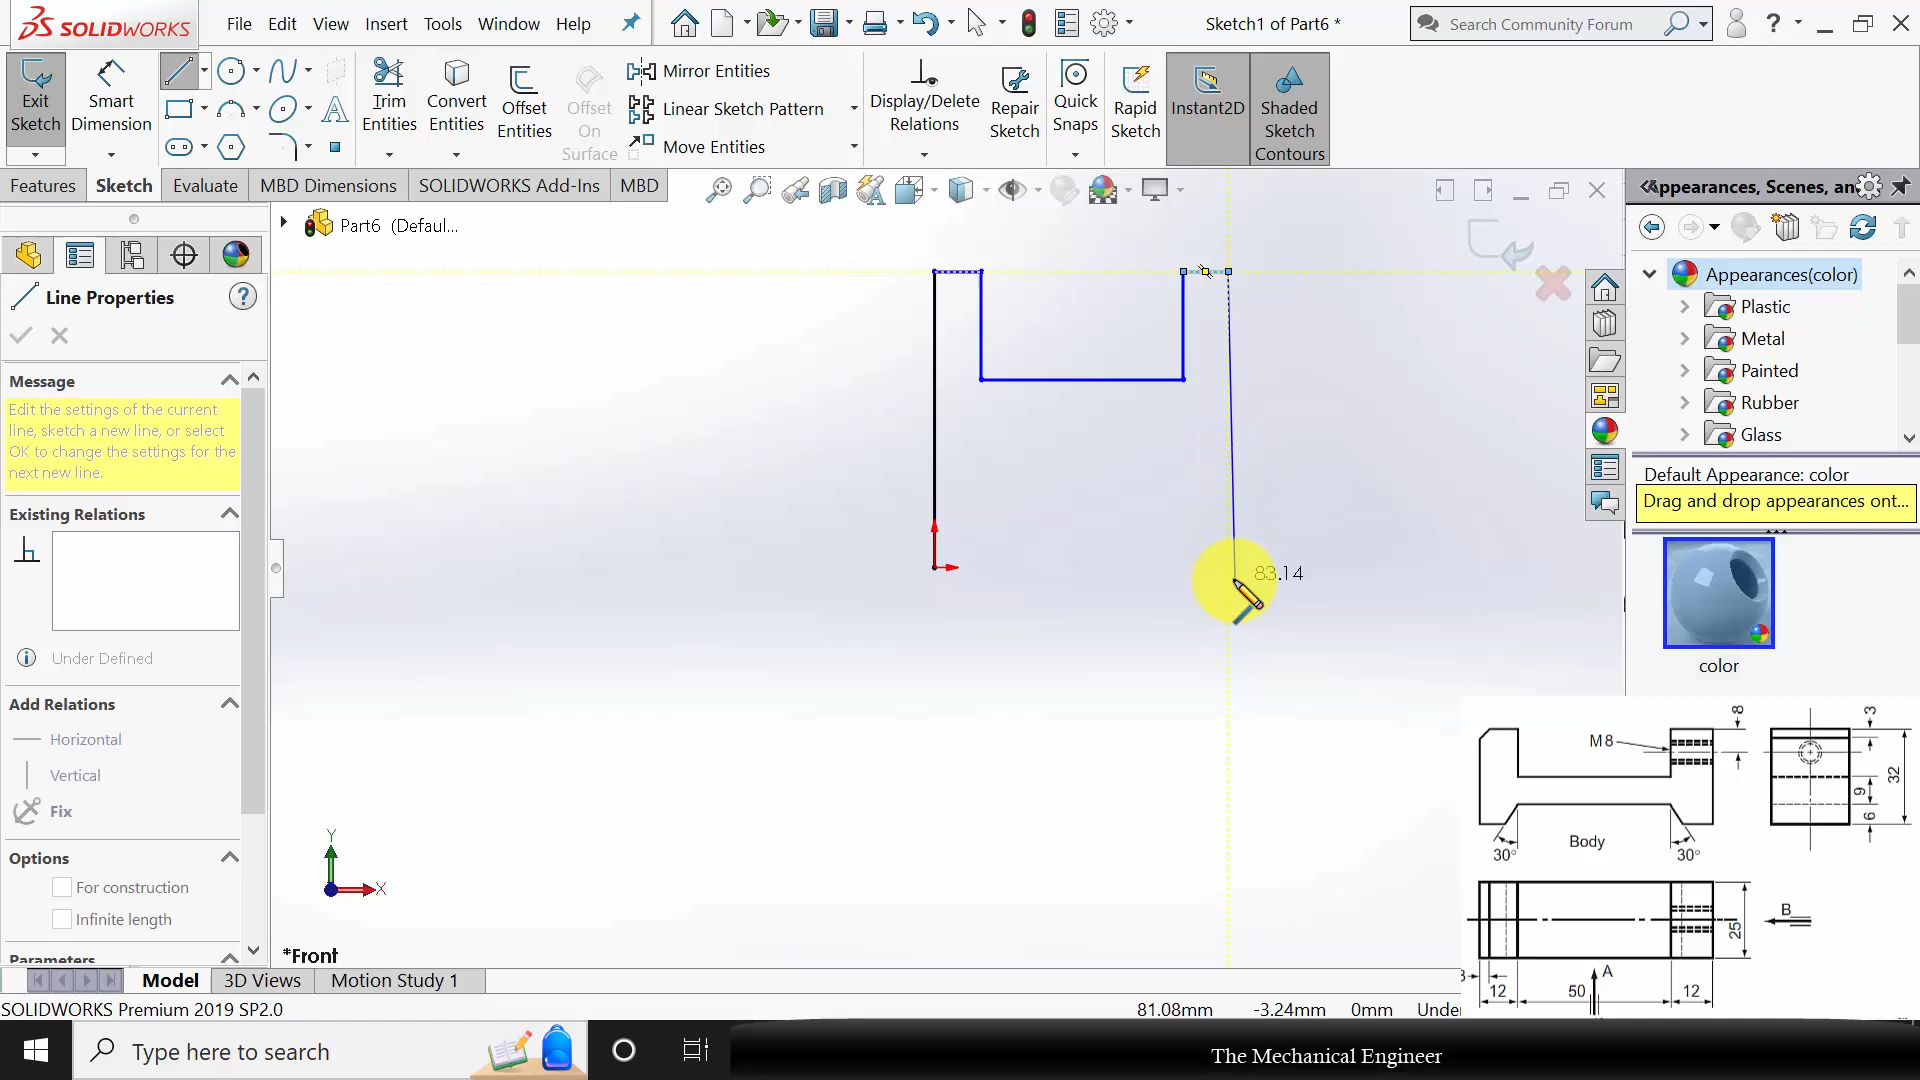 SOLIDWORKS File Edit View Insert Tools Window Help Sketch1 of Part6 * Search Community Forum ?
Exit Sketch
Smart Dimension
Trim Entities
Convert Entities
Offset Entities
Offset On Surface
Mirror Entities
Linear Sketch Pattern
Move Entities
Display/Delete Relations
Repair Sketch
Quick Snaps
Rapid Sketch
Instant2D
Shaded Sketch Contours
Features Sketch Evaluate MBD Dimensions SOLIDWORKS Add-Ins MBD
Part6 (Defaul...
Line Properties ?
Message
Edit the settings of the current
line, sketch a new line, or select
OK to change the settings for the
next new line.
Existing Relations
Under Defined
Add Relations
Horizontal
Vertical
Fix
Options
For construction
Infinite length
Parameters
83.14
Y
X
*Front
Appearances, Scenes, an
Appearances(color)
Plastic
Metal
Painted
Rubber
Glass
Default Appearance: color
Drag and drop appearances ont...
color
M8
8
3
32
9
6
30°
Body
30°
25
B
A
3
12
50
12
Model 3D Views Motion Study 1
SOLIDWORKS Premium 2019 SP2.0
81.08mm -3.24mm 0mm Unde
Type here to search
The Mechanical Engineer